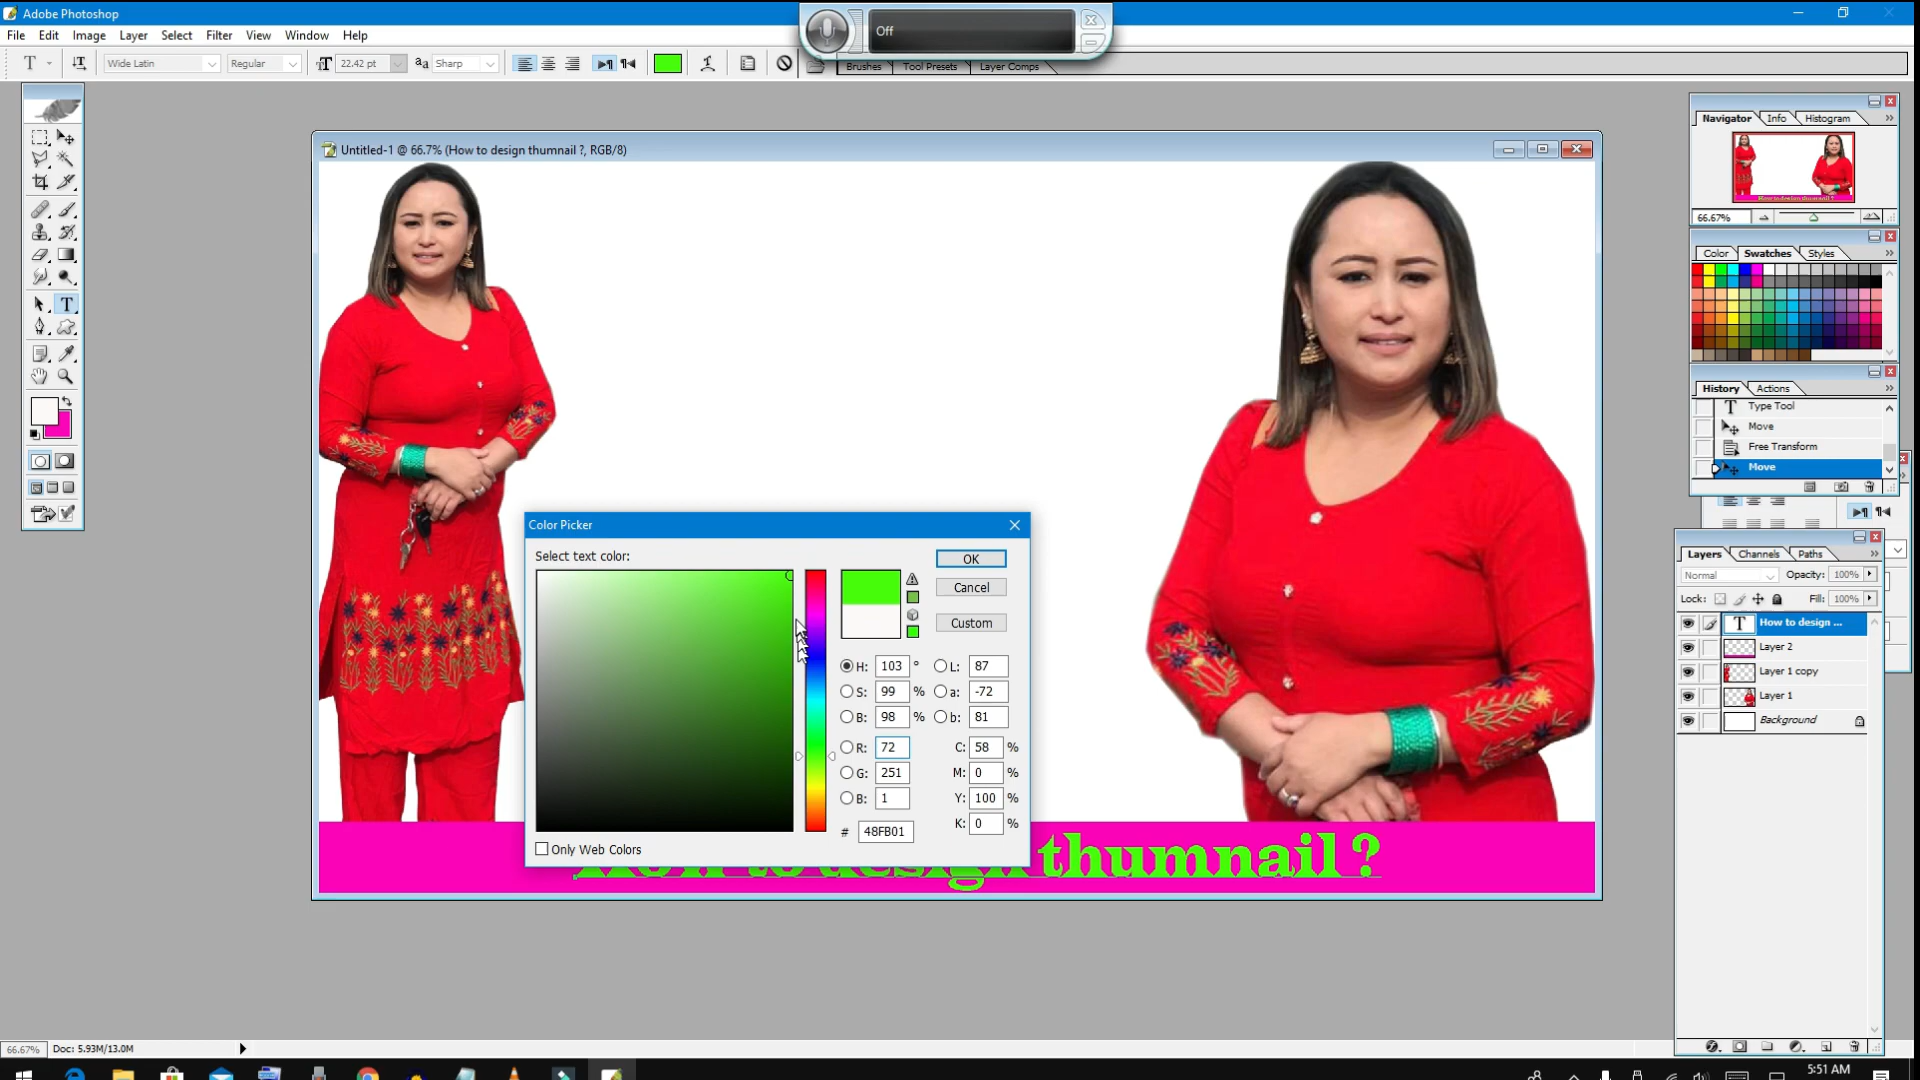 Adobe Photoshop
Off
File Edit Image Layer Select Filter View Window Help
T Wide Latin Regular 22.42 pt aa Sharp Brushes Tool Presets Layer Comps
Untitled-1 @ 66.7% (How to design thumnail ?, RGB/8)
Navigator Info Histogram
66.67%
Color Swatches Styles
History Actions
Type Tool
Move
Free Transform
Move
Color Picker
Select text color:
OK
Cancel
Custom
H: 103 ° L: 87
S: 99 % a: -72
B: 98 % b: 81
R: 72 C: 58 %
G: 251 M: 0 %
B: 1 Y: 100 %
# 48FB01 K: 0 %
Only Web Colors
How to design thumnail ?
Layers Channels Paths
Normal Opacity: 100%
Lock: Fill: 100%
T How to design ...
Layer 2
Layer 1 copy
Layer 1
Background
66.67% Doc: 5.93M/13.0M
5:51 AM